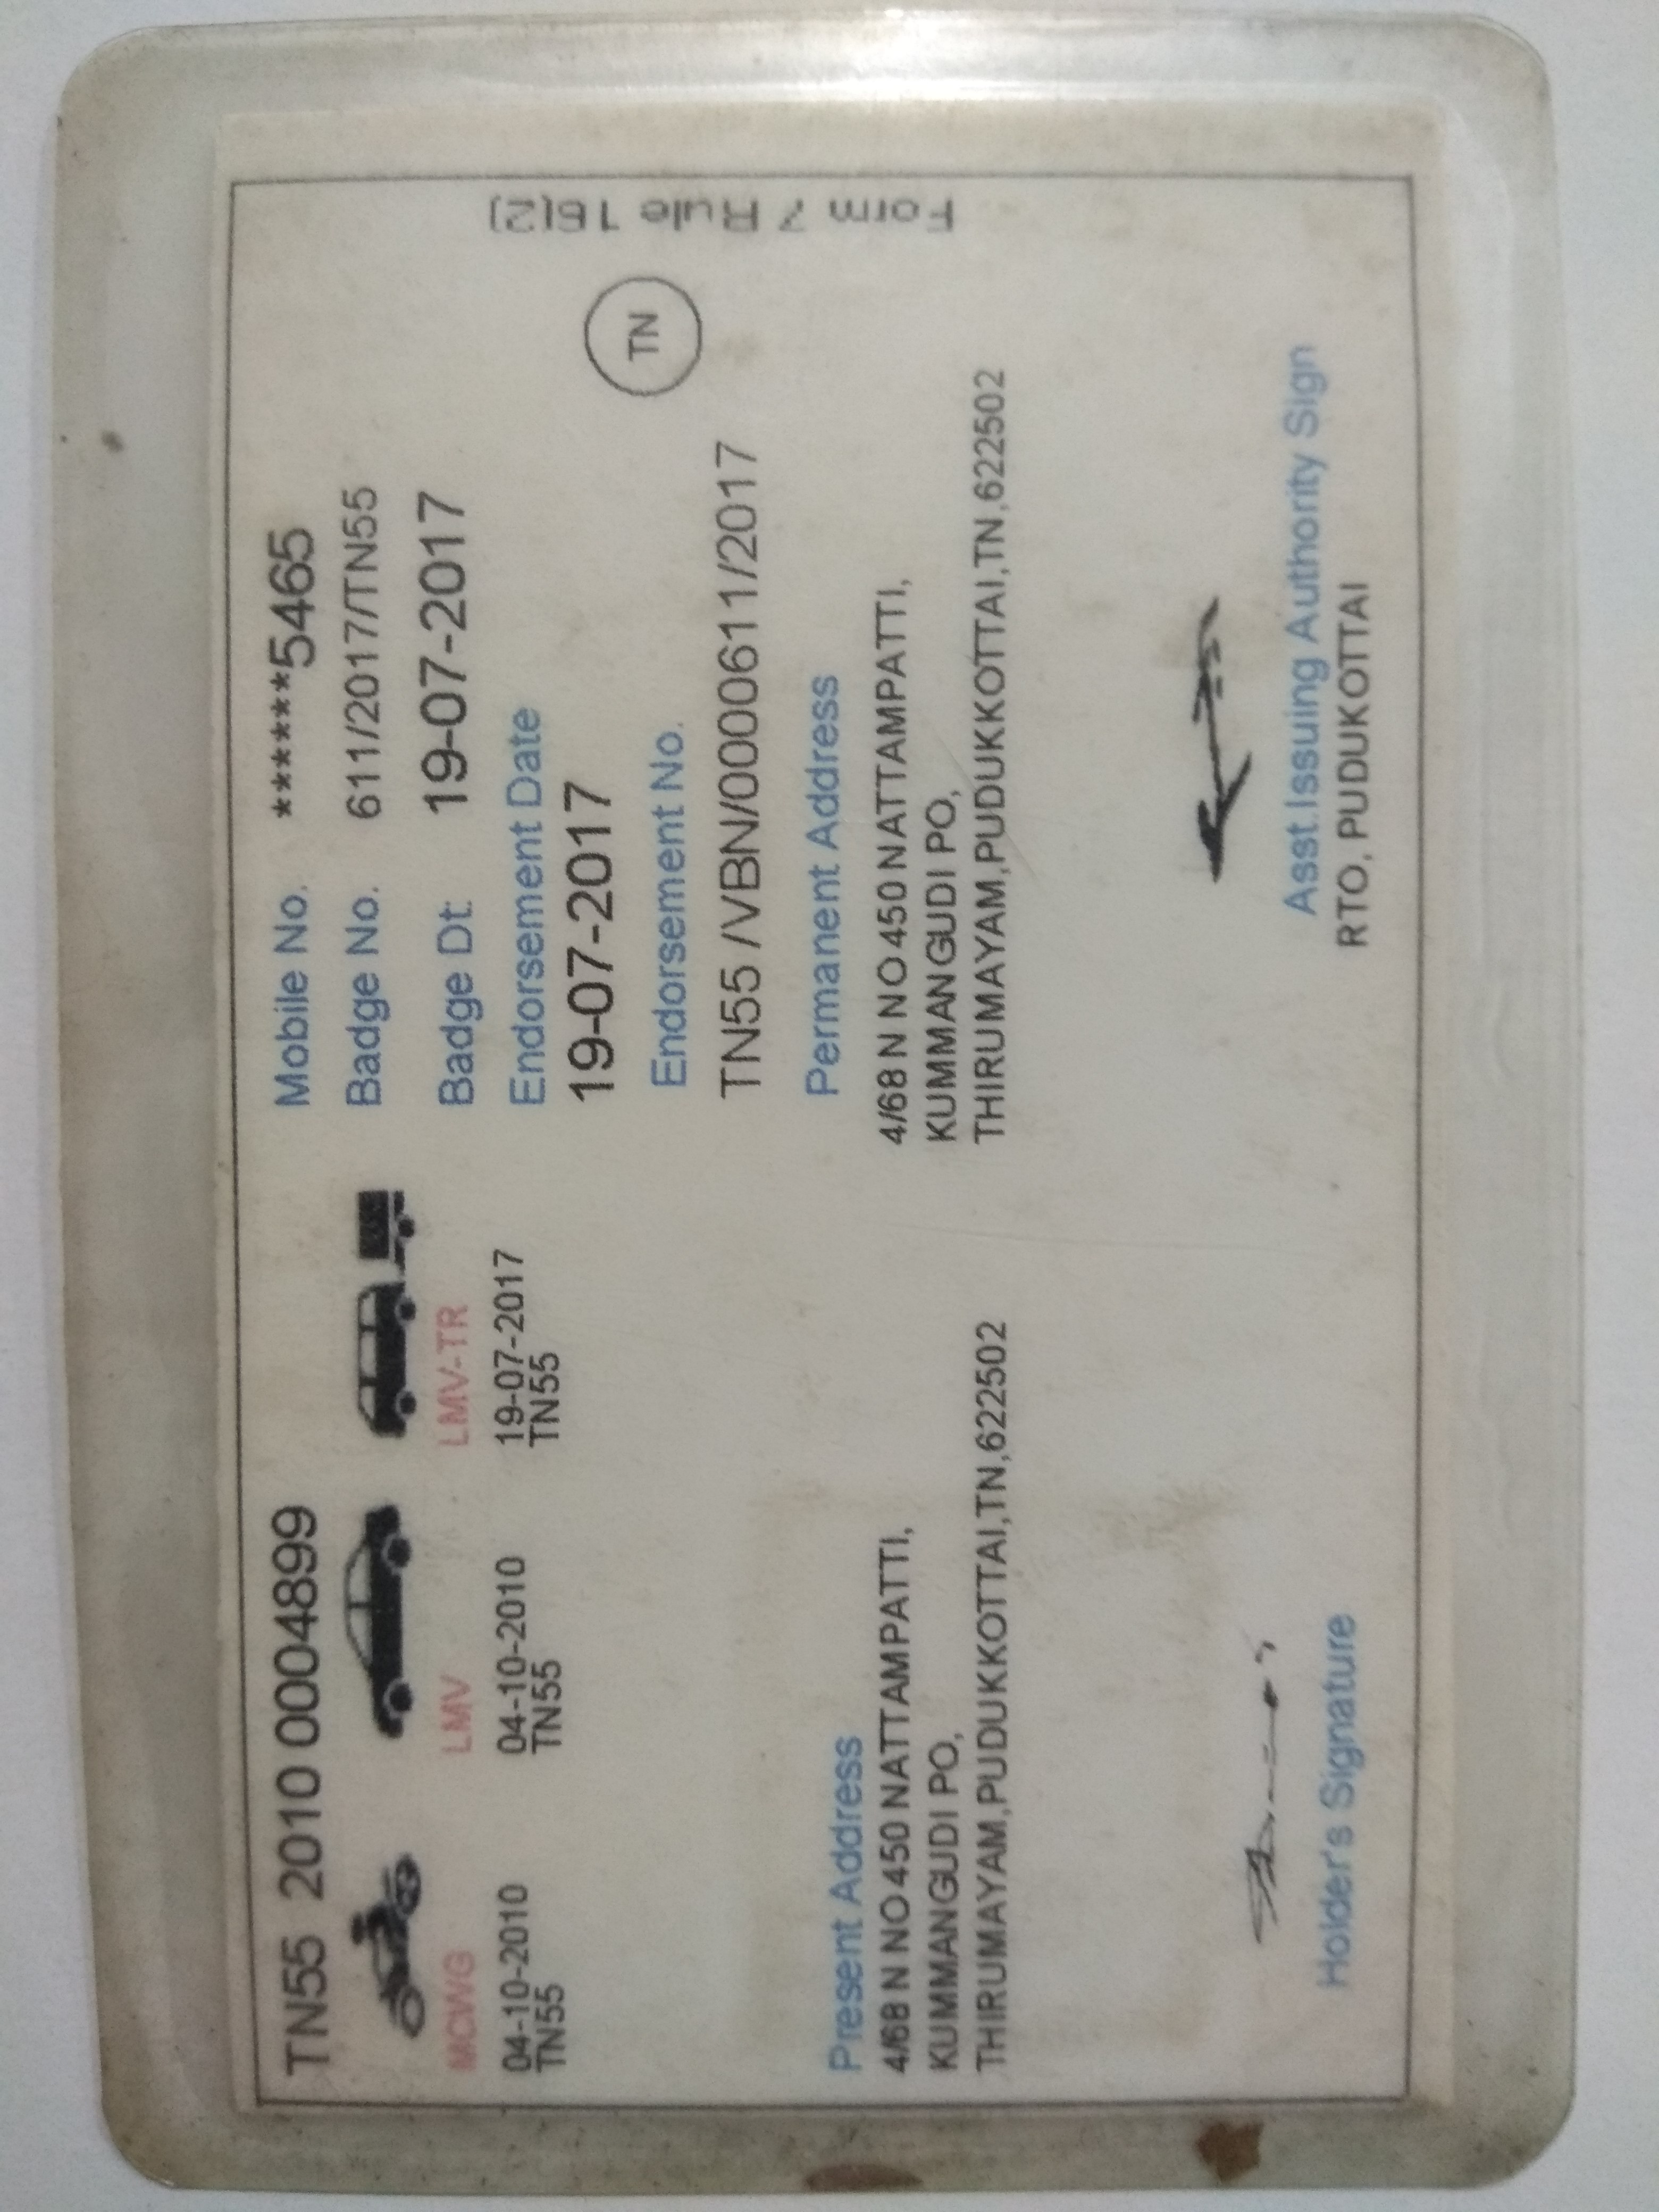 TN55 2010 0004899
MCWG
04-10-2010
TN55
LMV
04-10-2010
TN55
LMV-TR
19-07-2017
TN55
Mobile No. ******5465
Badge No. 611/2017/TN55
Badge Dt. 19-07-2017
Endorsement Date
19-07-2017
Endorsement No.
TN55 /VBN/0000611/2017
TN
Form 7 Rule 16(2)
Present Address
4/68 N NO 450 NATTAMPATTI,
KUMMANGUDI PO,
THIRUMAYAM,PUDUKKOTTAI,TN,622502
Permanent Address
4/68 N NO 450 NATTAMPATTI,
KUMMANGUDI PO,
THIRUMAYAM,PUDUKKOTTAI,TN,622502
Holder's Signature
Asst.Issuing Authority Sign
RTO, PUDUKOTTAI